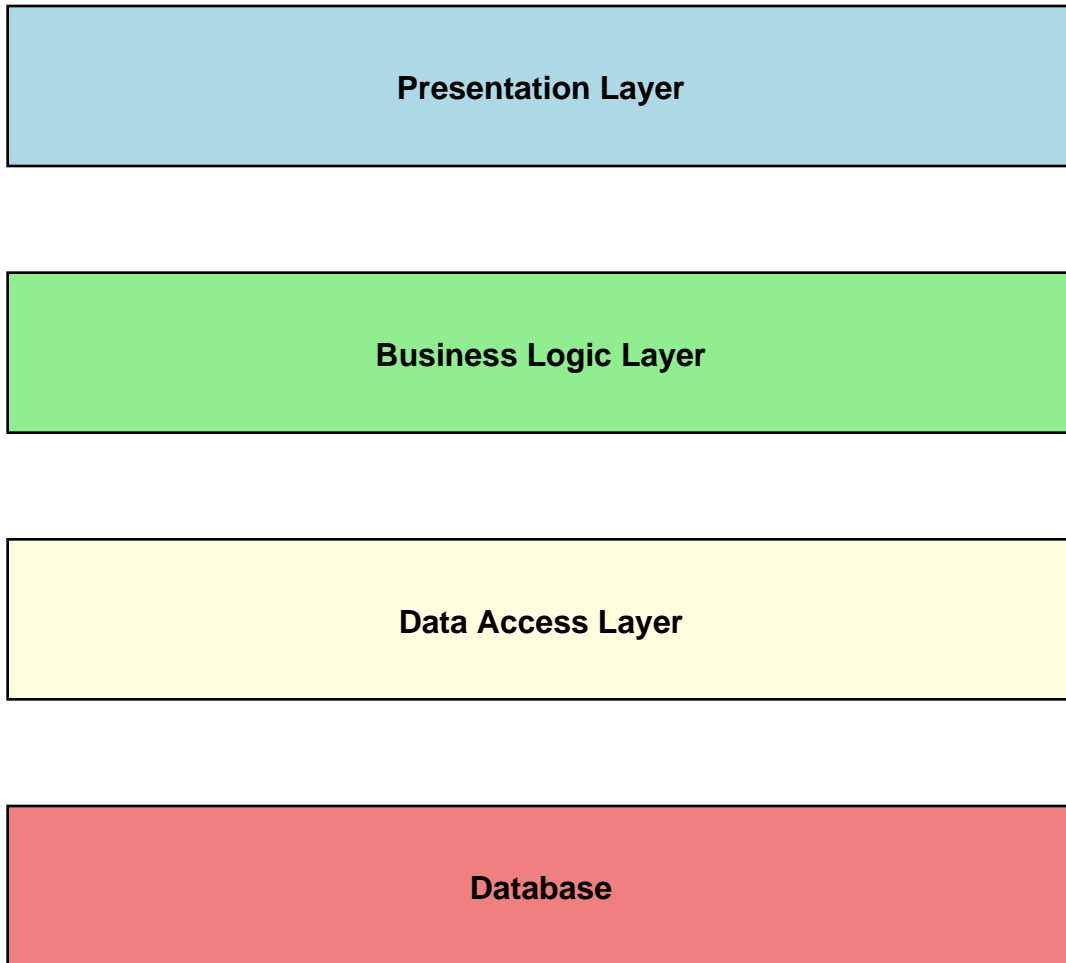 Presentation Layer
Business Logic Layer
Data Access Layer
Database